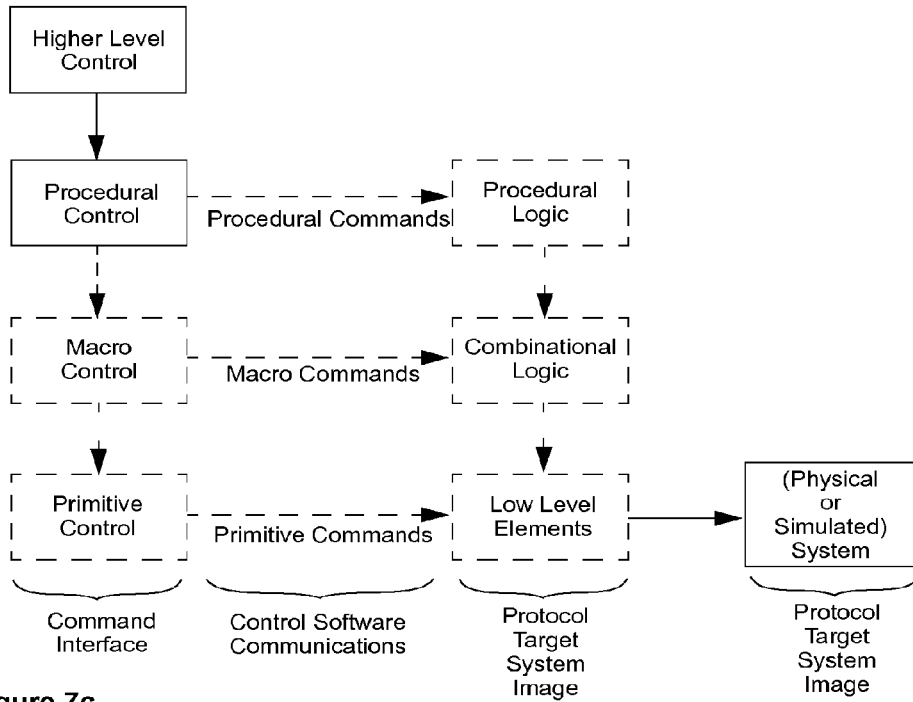 Higher Level
Control
Procedural
Control
Procedural Commands
Procedural
Logic
Macro
Control
Macro Commands
Combinational
Logic
Primitive
Control
Primitive Commands
Low Level
Elements
(Physical
or
Simulated)
System
Command
Interface
Control Software
Communications
Protocol
Target
System
Image
Protocol
Target
System
Image